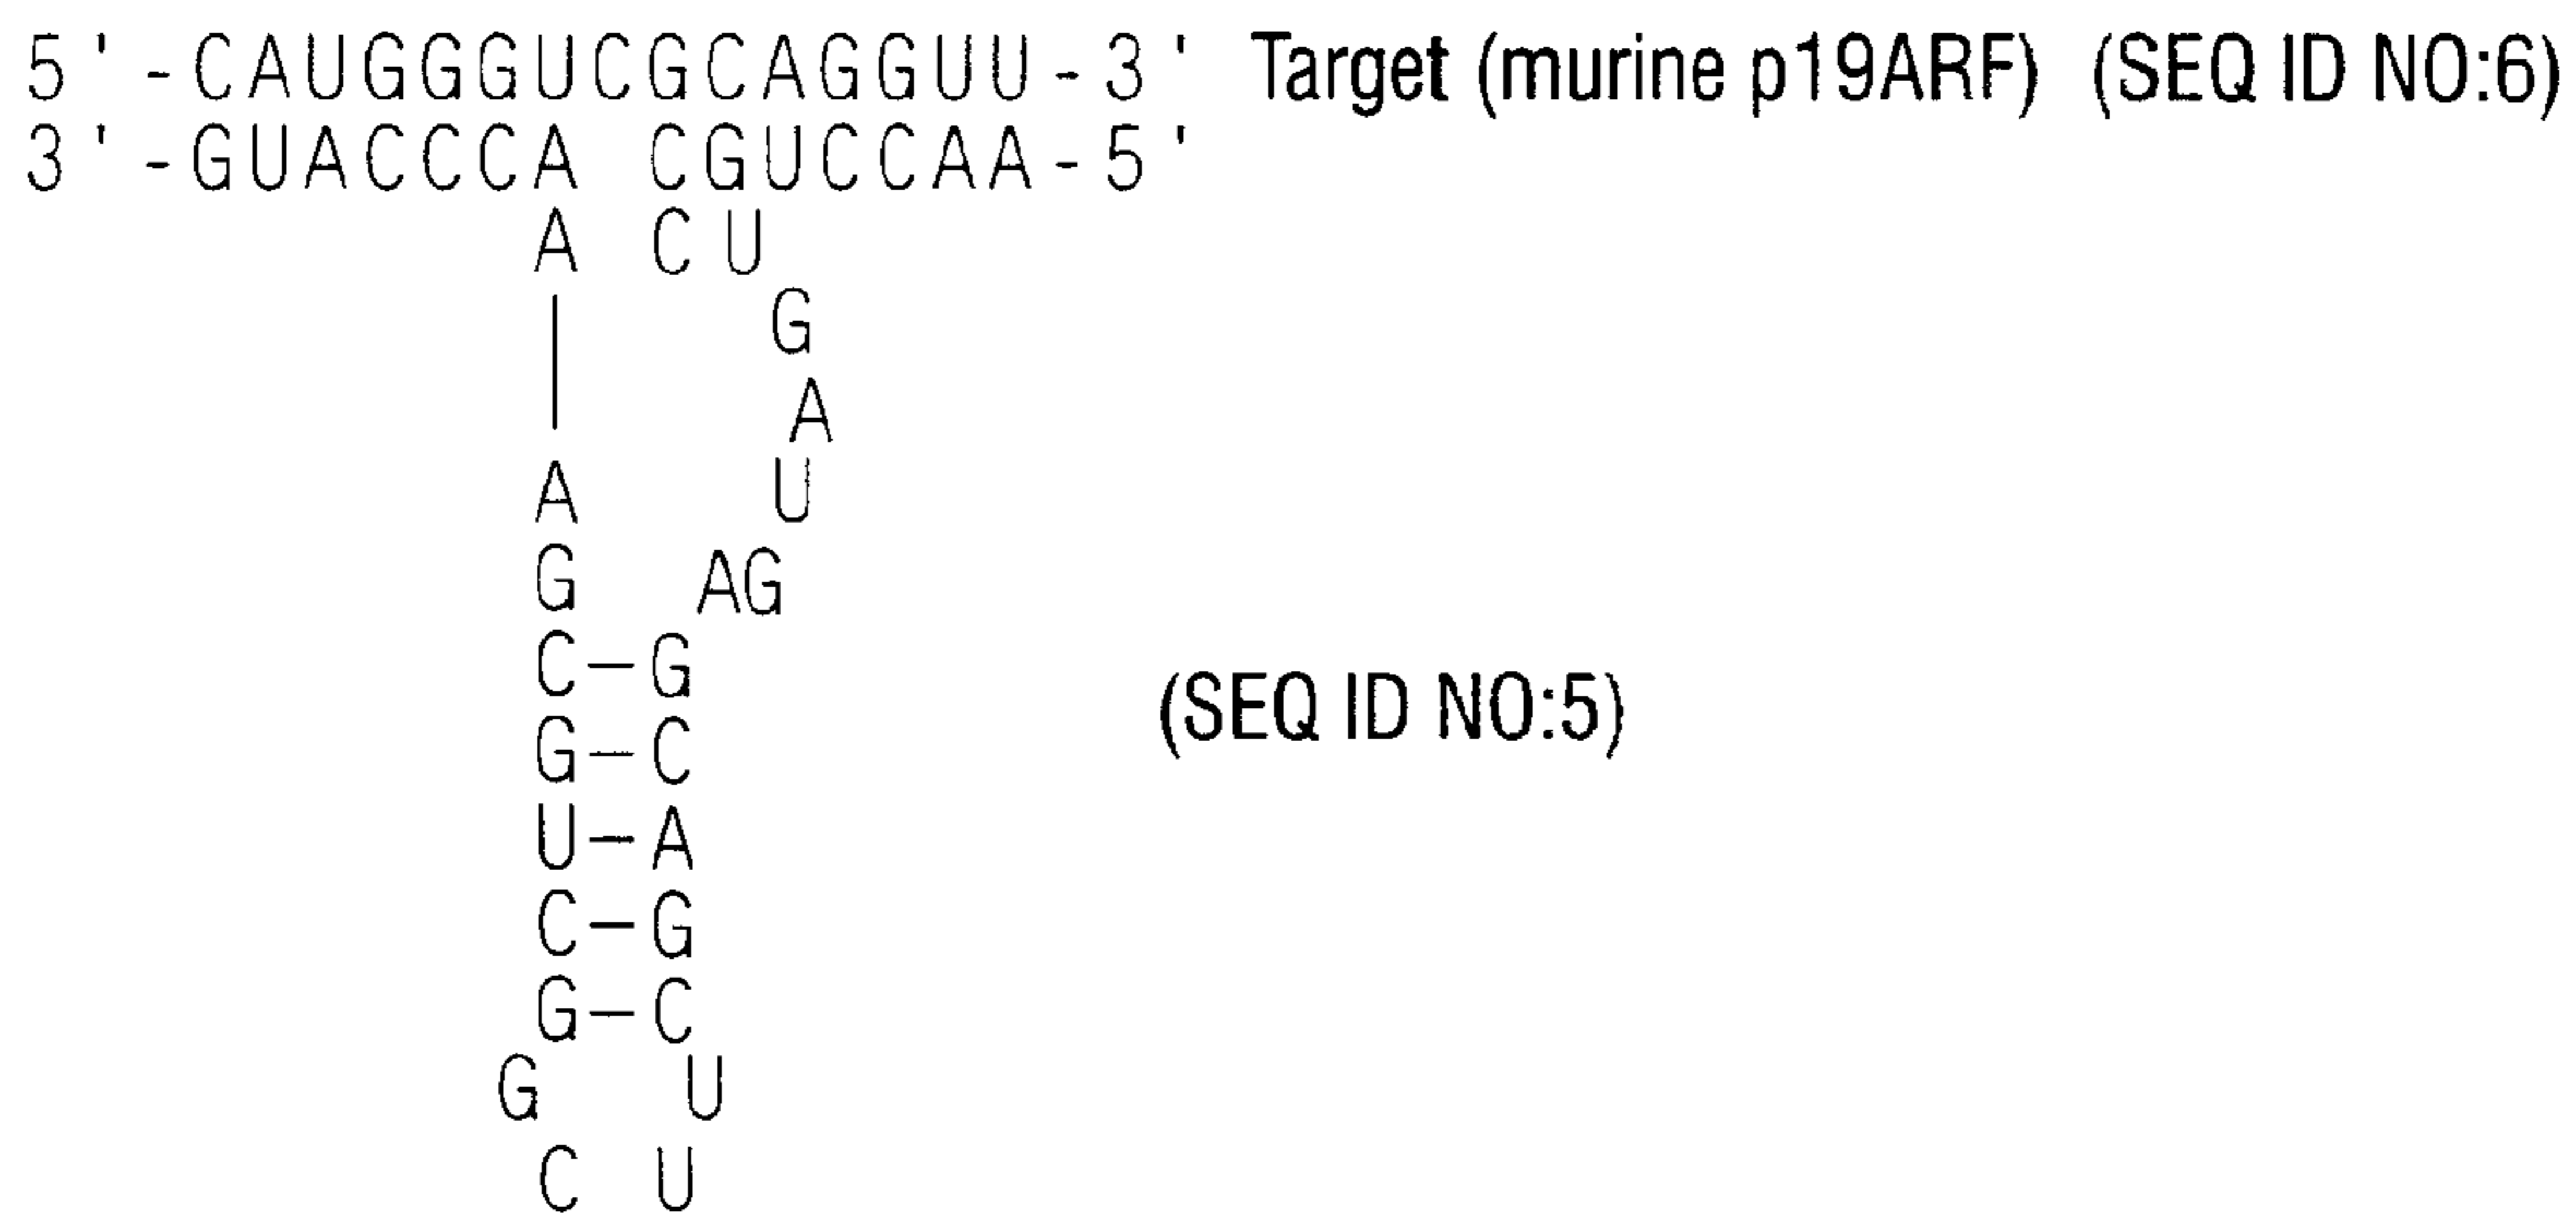 5'-CAUGGGUCGCAGGUU-3' Target (murine p19ARF) (SEQ ID NO:6)
3'-GUACCCA CGUCCAA-5'
A CU
G
A
A U
G AG
C-G
(SEQ ID NO:5)
G-C
U-A
C-G
G-C
G U
C U